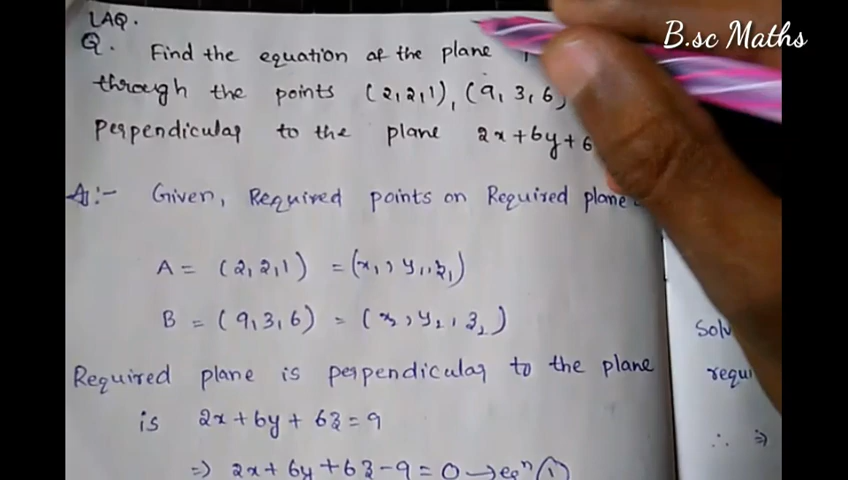 LAQ.
B.sc Maths
Q. Find the equation of the plane
through the points (2,2,1), (9,3,6)
perpendicular to the plane 2x+6y+6
A:- Given, Required points on Required plane
A = (2,2,1) = (x₁, y₁, z₁)
B = (9,3,6) = (x₂, y₂, z₂)
Required plane is perpendicular to the plane
is 2x+6y+6z=9
⇒ 2x+6y+6z-9=0 → eqⁿ(1)
Solv
requi
∴ ⇒